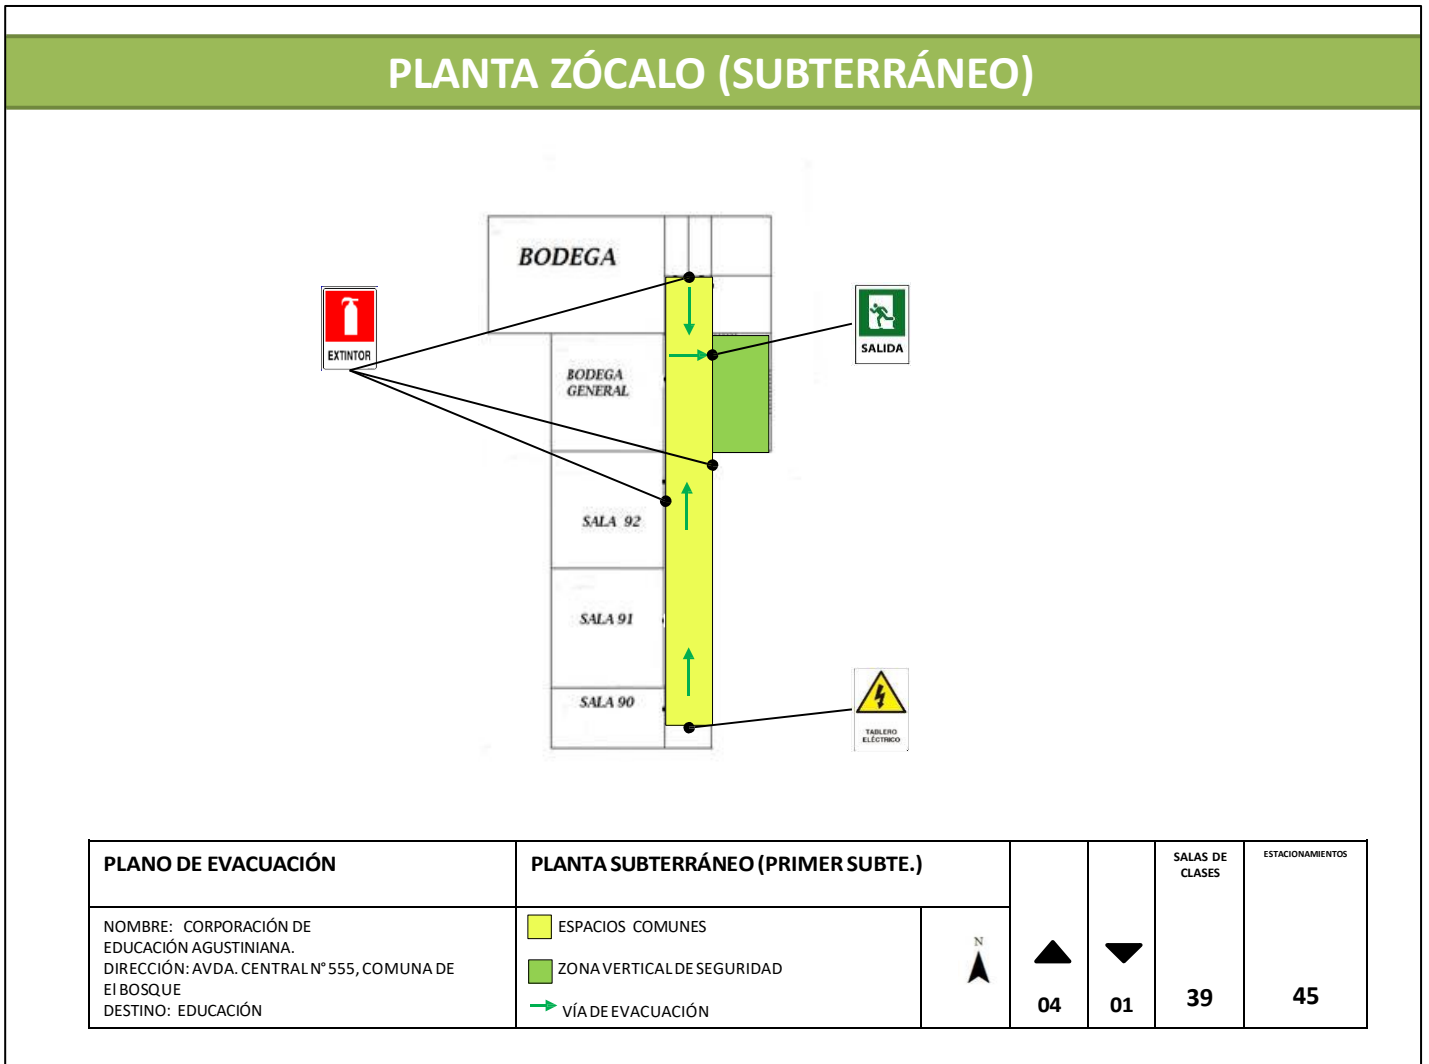 PLANTA ZÓCALO (SUBTERRÁNEO)
BODEGA
EXTINTOR
SALIDA
BODEGA
GENERAL
SALA 92
SALA 91
SALA 90
TABLERO
ELÉCTRICO
PLANO DE EVACUACIÓN
PLANTA SUBTERRÁNEO (PRIMER SUBTE.)
SALAS DE
CLASES
ESTACIONAMIENTOS
NOMBRE: CORPORACIÓN DE
EDUCACIÓN AGUSTINIANA.
DIRECCIÓN: AVDA. CENTRAL N° 555, COMUNA DE
El BOSQUE
DESTINO: EDUCACIÓN
ESPACIOS COMUNES
ZONA VERTICAL DE SEGURIDAD
VÍA DE EVACUACIÓN
N
04
01
39
45